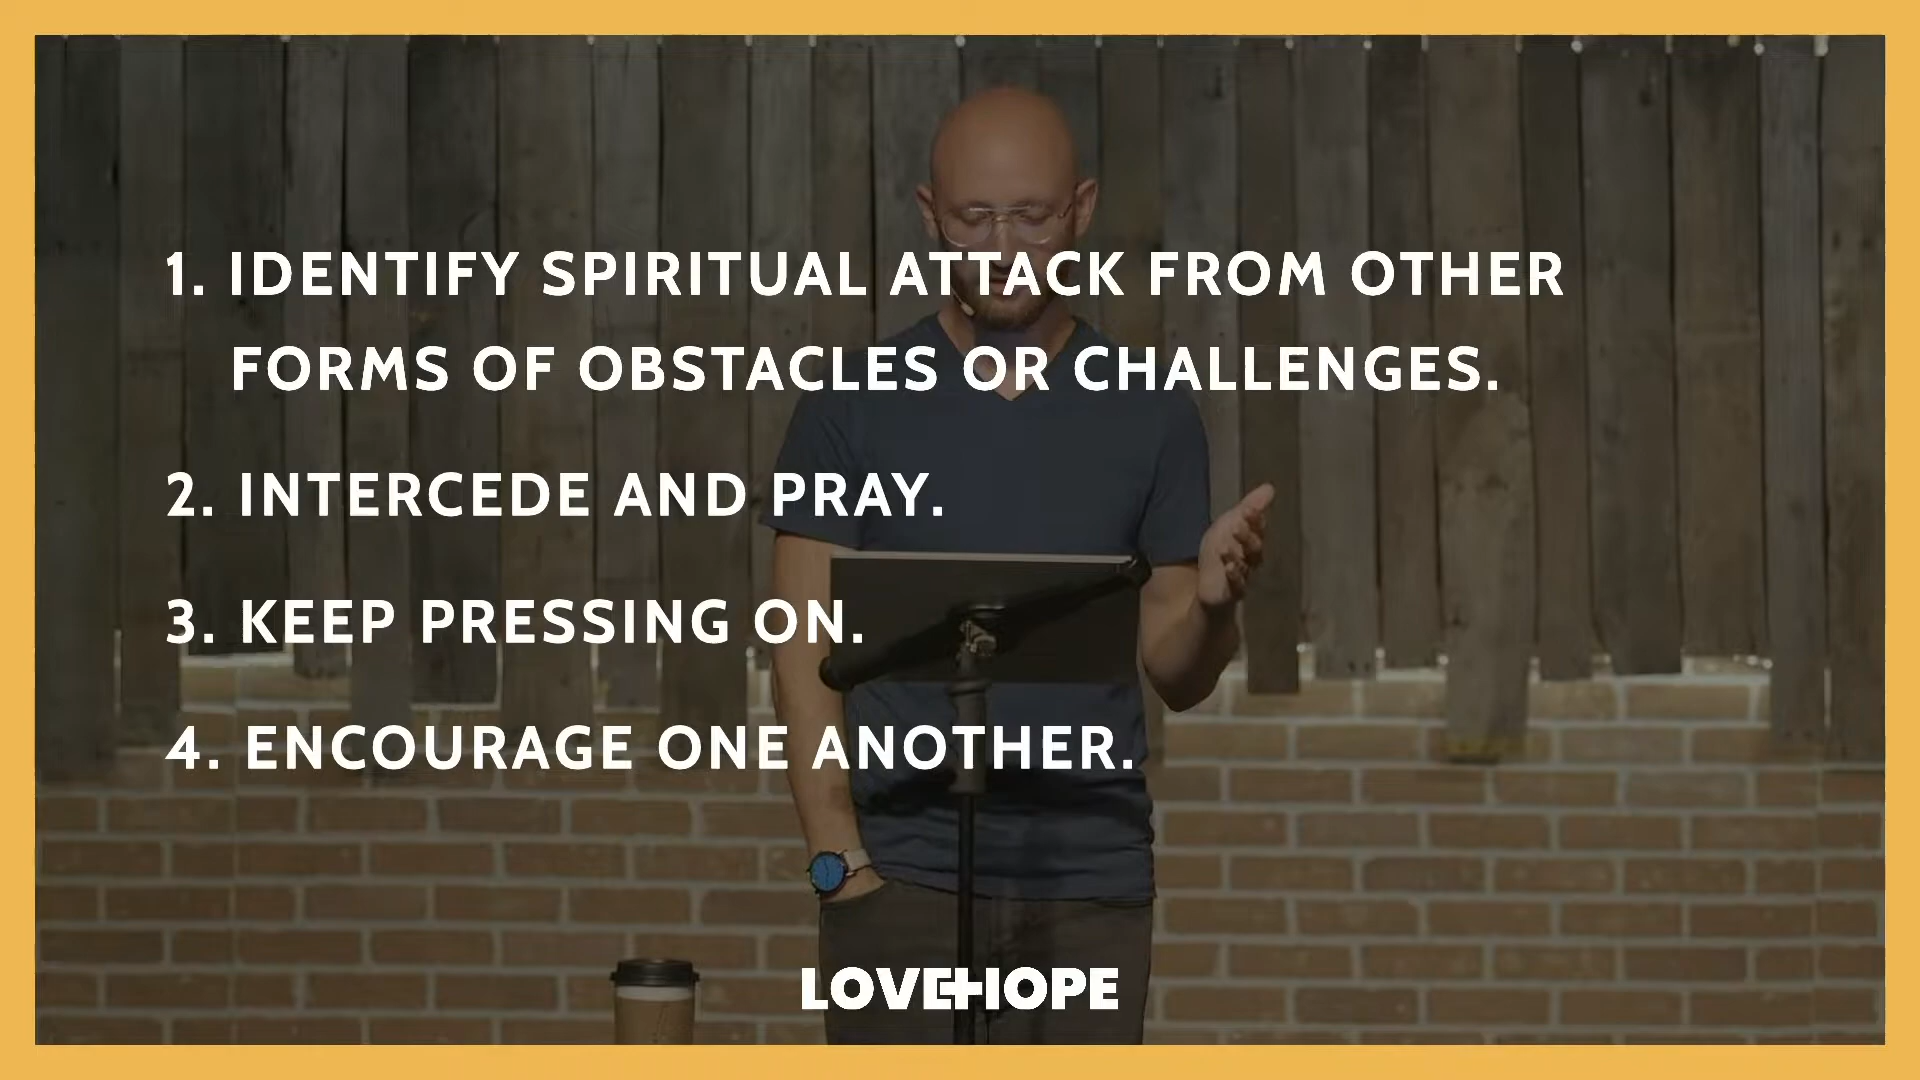 1. IDENTIFY SPIRITUAL ATTACK FROM OTHER
FORMS OF OBSTACLES OR CHALLENGES.
2. INTERCEDE AND PRAY.
3. KEEP PRESSING ON.
4. ENCOURAGE ONE ANOTHER.
LOVE+HOPE